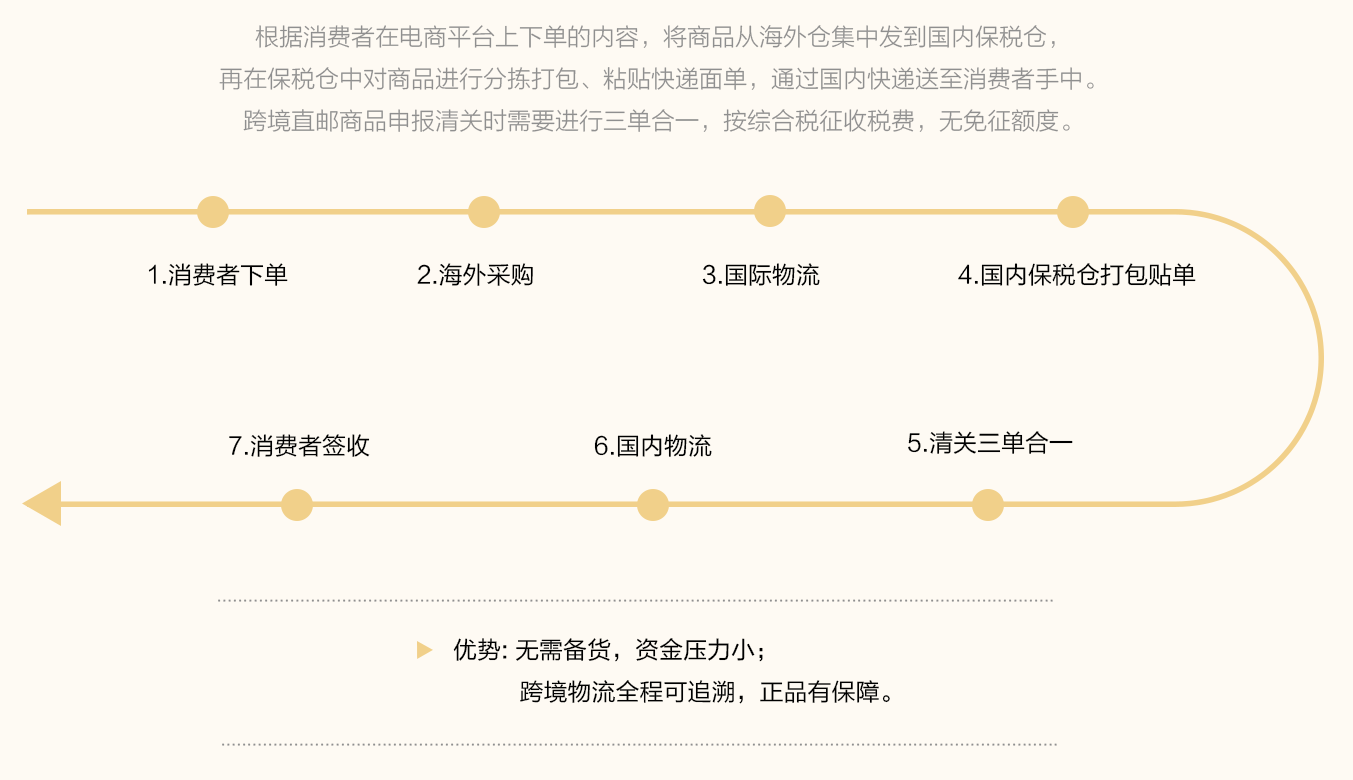 根据消费者在电商平台上下单的内容，将商品从海外仓集中发到国内保税仓，
再在保税仓中对商品进行分拣打包、粘贴快递面单，通过国内快递送至消费者手中。
跨境直邮商品申报清关时需要进行三单合一，按综合税征收税费，无免征额度。
1.消费者下单
2.海外采购
3.国际物流
4.国内保税仓打包贴单
5.清关三单合一
6.国内物流
7.消费者签收
优势: 无需备货，资金压力小；
跨境物流全程可追溯，正品有保障。